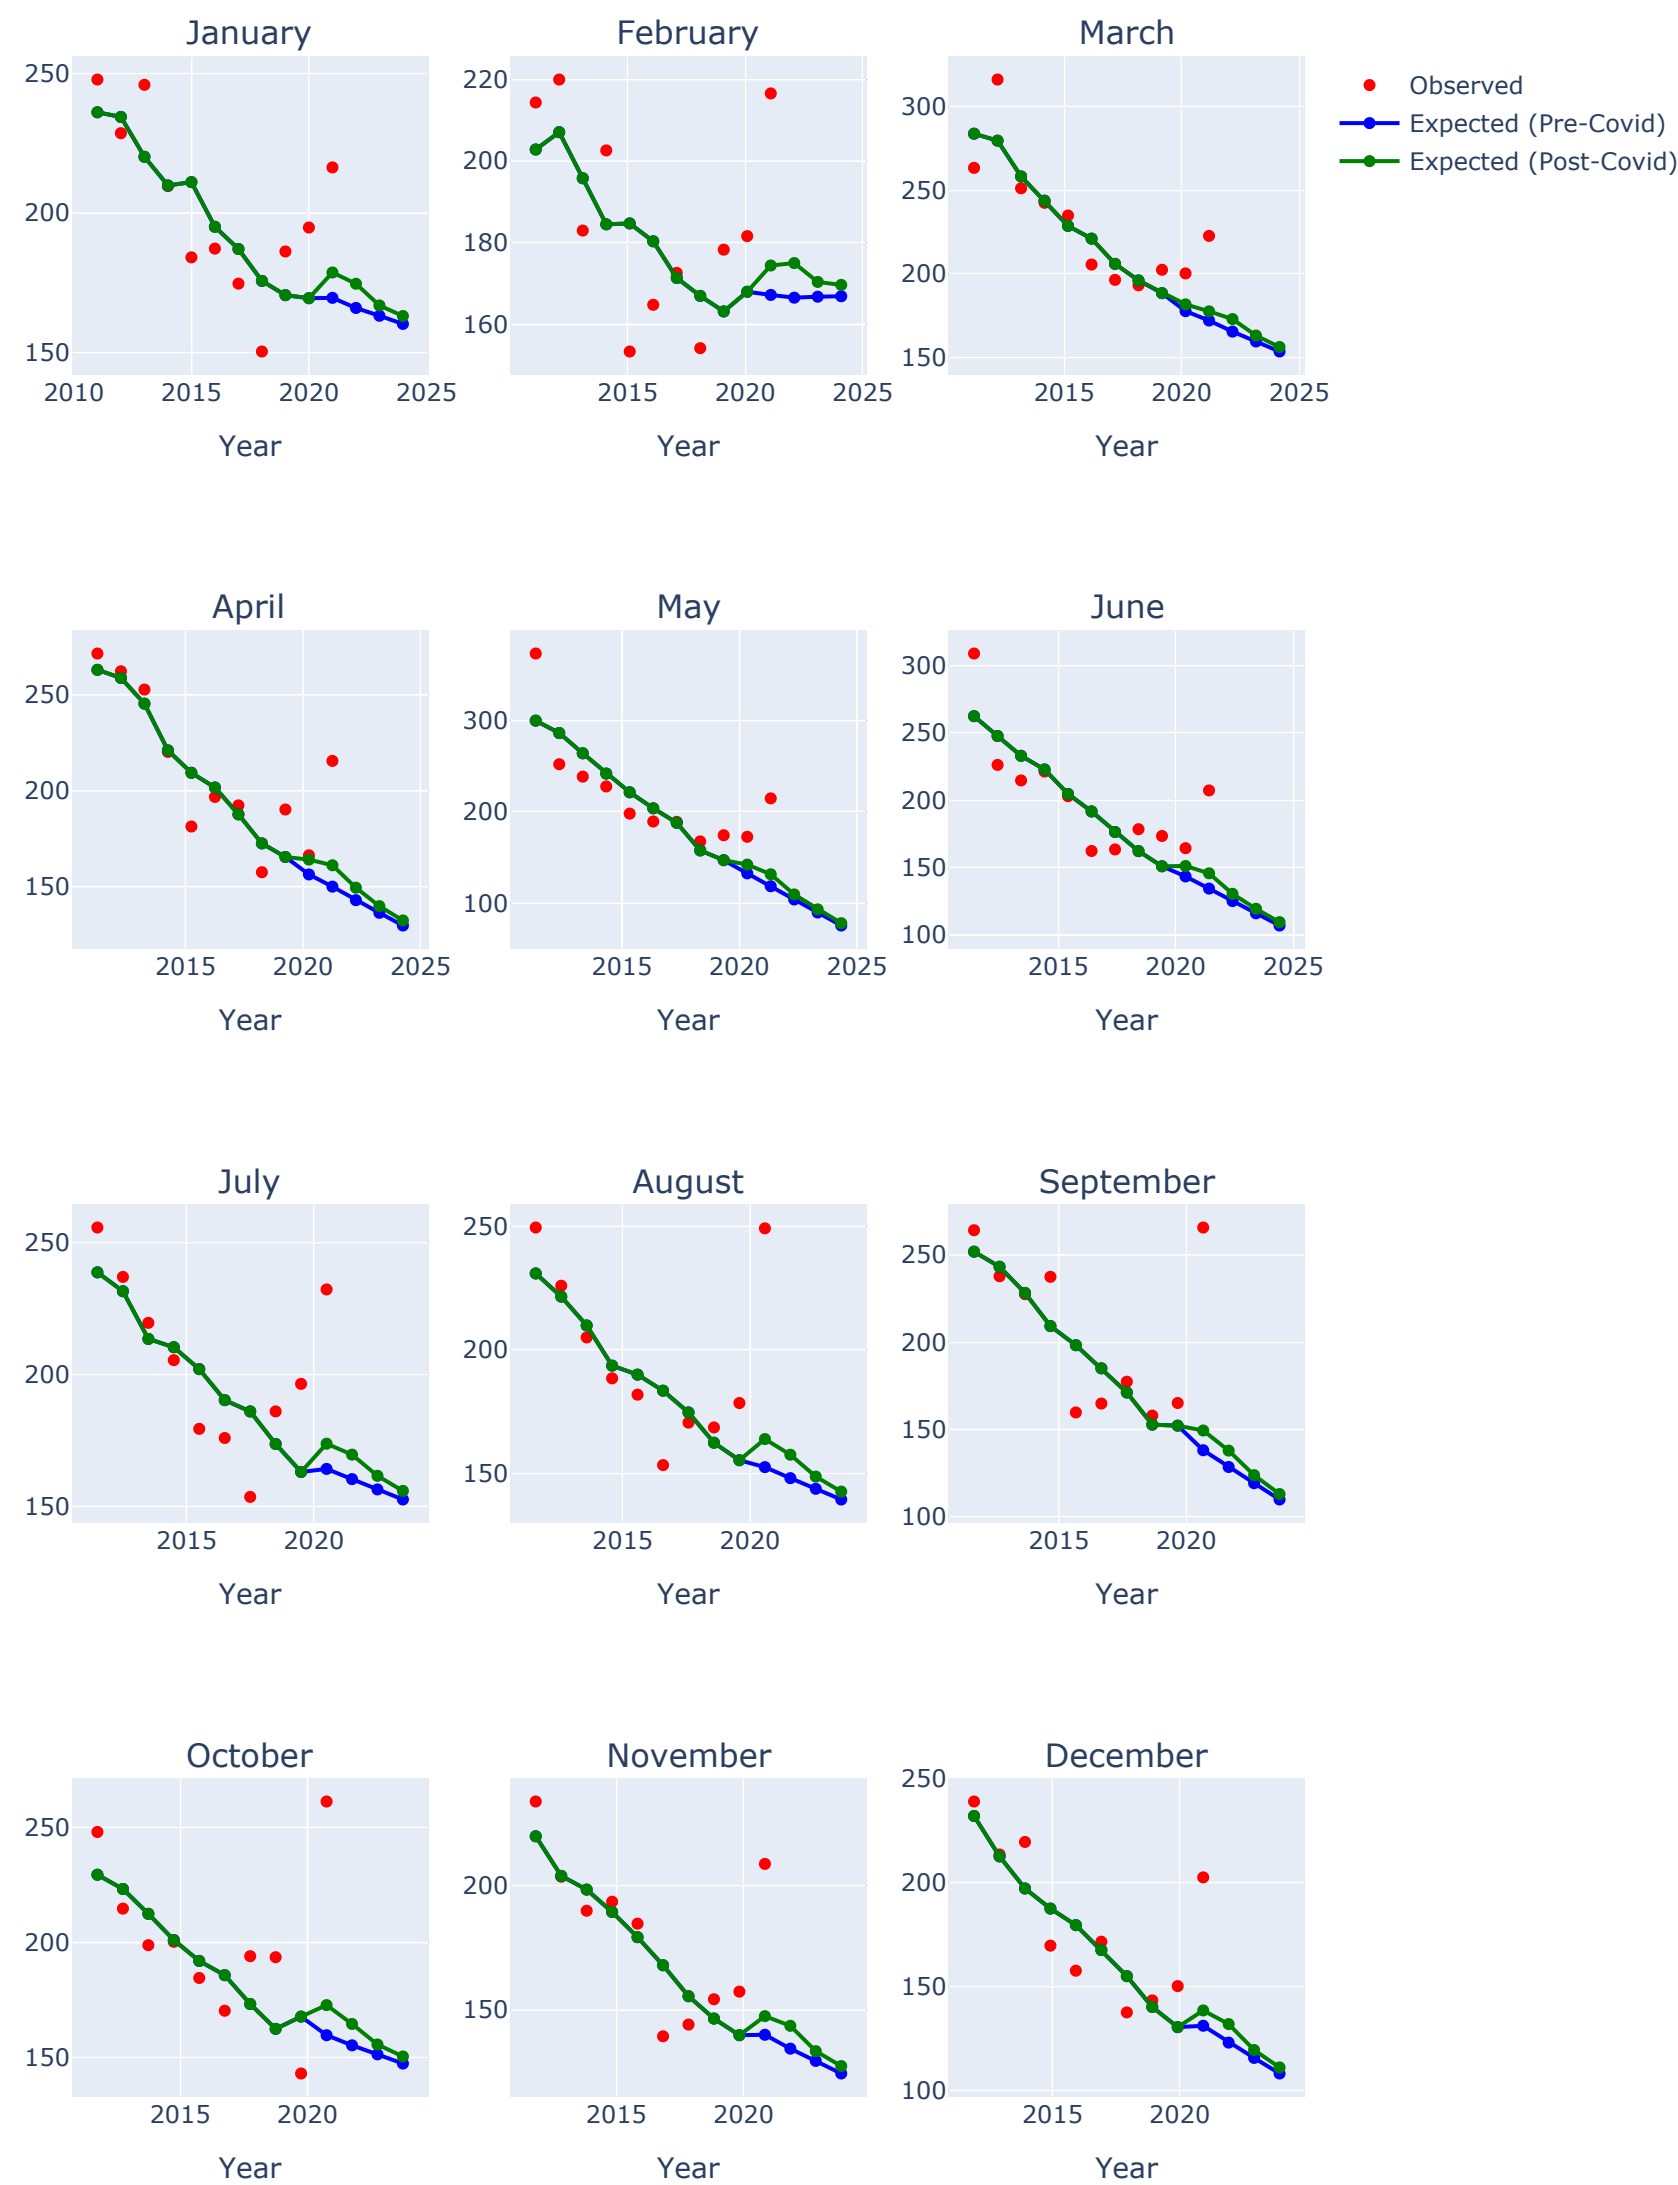 January
250
200
150
2010 2015 2020 2025
Year
February
220
200
180
160
2015 2020 2025
Year
March
300
250
200
150
2015 2020 2025
Year
Observed
Expected (Pre-Covid)
Expected (Post-Covid)
April
250
200
150
2015 2020 2025
Year
May
300
200
100
2015 2020 2025
Year
June
300
250
200
150
100
2015 2020 2025
Year
July
250
200
150
2015 2020
Year
August
250
200
150
2015 2020
Year
September
250
200
150
100
2015 2020
Year
October
250
200
150
2015 2020
Year
November
200
150
2015 2020
Year
December
250
200
150
100
2015 2020
Year